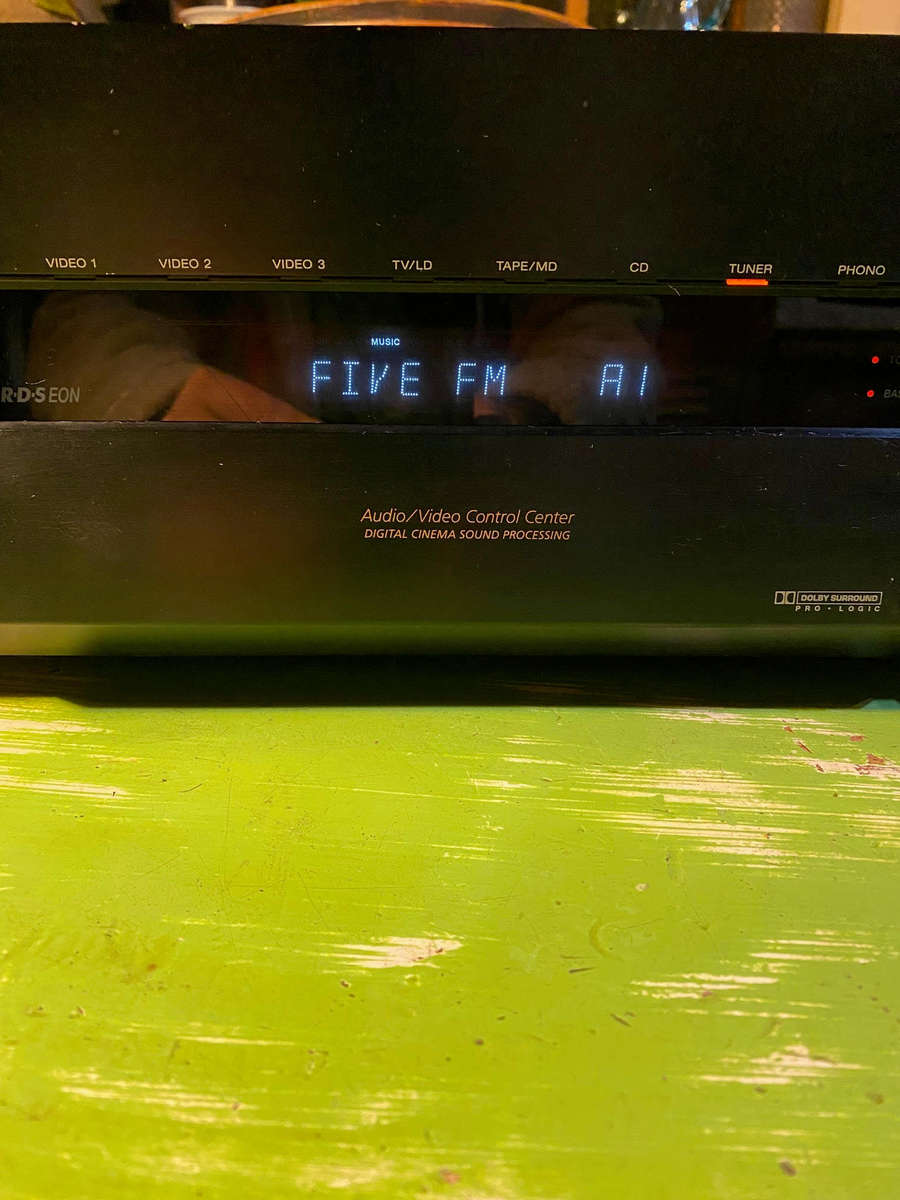 VIDEO 1 VIDEO 2 VIDEO 3 TV/LD TAPE/MD CD TUNER PHONO
MUSIC
FIVE FM A1
R·D·S EON
Audio/Video Control Center
DIGITAL CINEMA SOUND PROCESSING
DOLBY SURROUND
PRO · LOGIC